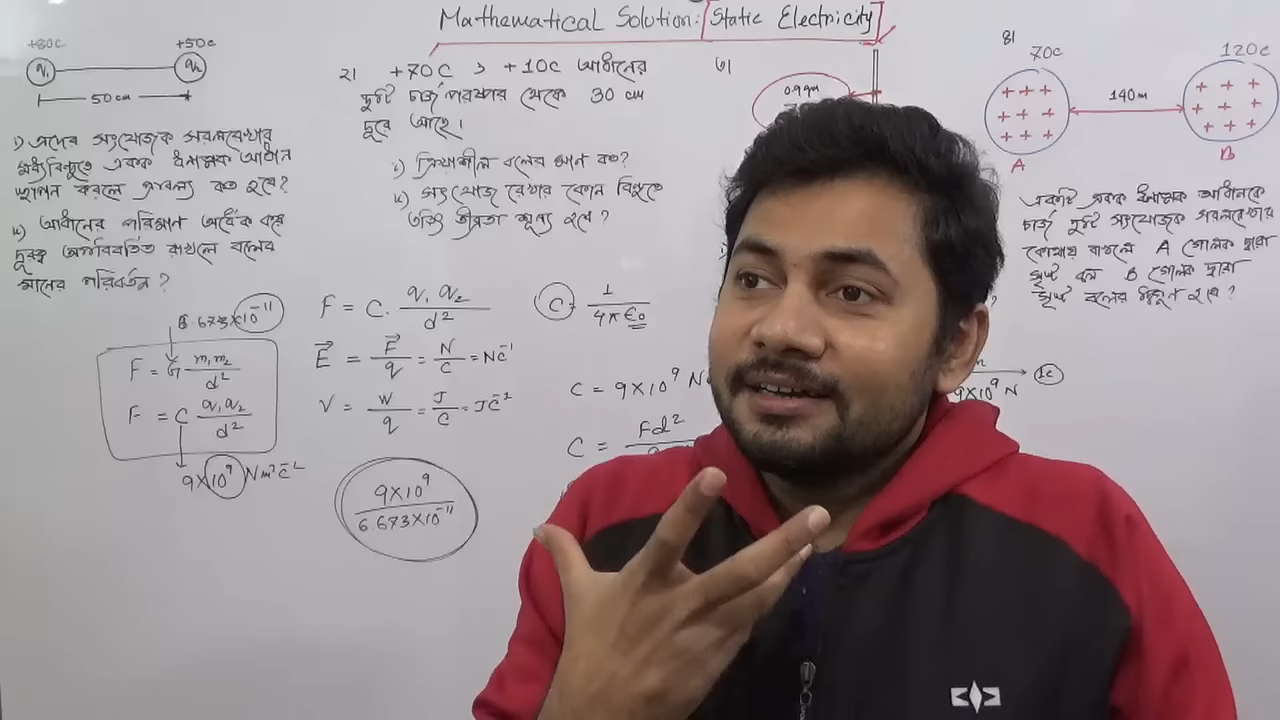 Mathematical Solution: Static Electricity
+80c
+50c
q₁
q₂
50 cm
i) এদের সংযোজক সরলরেখার
মধ্যবিন্দুতে একক ধনাত্মক আধান
স্থাপন করলে প্রাবল্য কত হবে?
ii) আধানের পরিমান অর্ধেক করে
দূরত্ব অপরিবর্তিত রাখলে বলের
মানের পরিবর্তন?
২। +70C ১ +10C আধানের
দুটি চার্জ পরস্পর থেকে 30 cm
দূরে আছে।
i) ক্রিয়াশীল বলের মান কত?
ii) সংযোজ রেখার কোন বিন্দুতে
তড়িৎ তীব্রতা শূন্য হবে?
৩।
0.99m
৪।
70C
120C
140m
A
B
একটি একক ধনাত্মক আধানকে
চার্জ দুটি সংযোজক সরলরেখার
কোথায় রাখলে A গোলক দ্বারা
সৃষ্ট বল B গোলক দ্বারা
সৃষ্ট বলের দ্বিগুন হবে?
6.673×10⁻¹¹
F = G m₁m₂/d²
F = C q₁q₂/d²
9×10⁹ Nm²c⁻²
F = C. q₁q₂/d²
C = 1/4π∈₀
E⃗ = F⃗/q = N/C = NC⁻¹
V = W/q = J/C = JC⁻²
9×10⁹/6.673×10⁻¹¹
C = 9×10⁹ N
C = Fd²
1c
9×10⁹ N